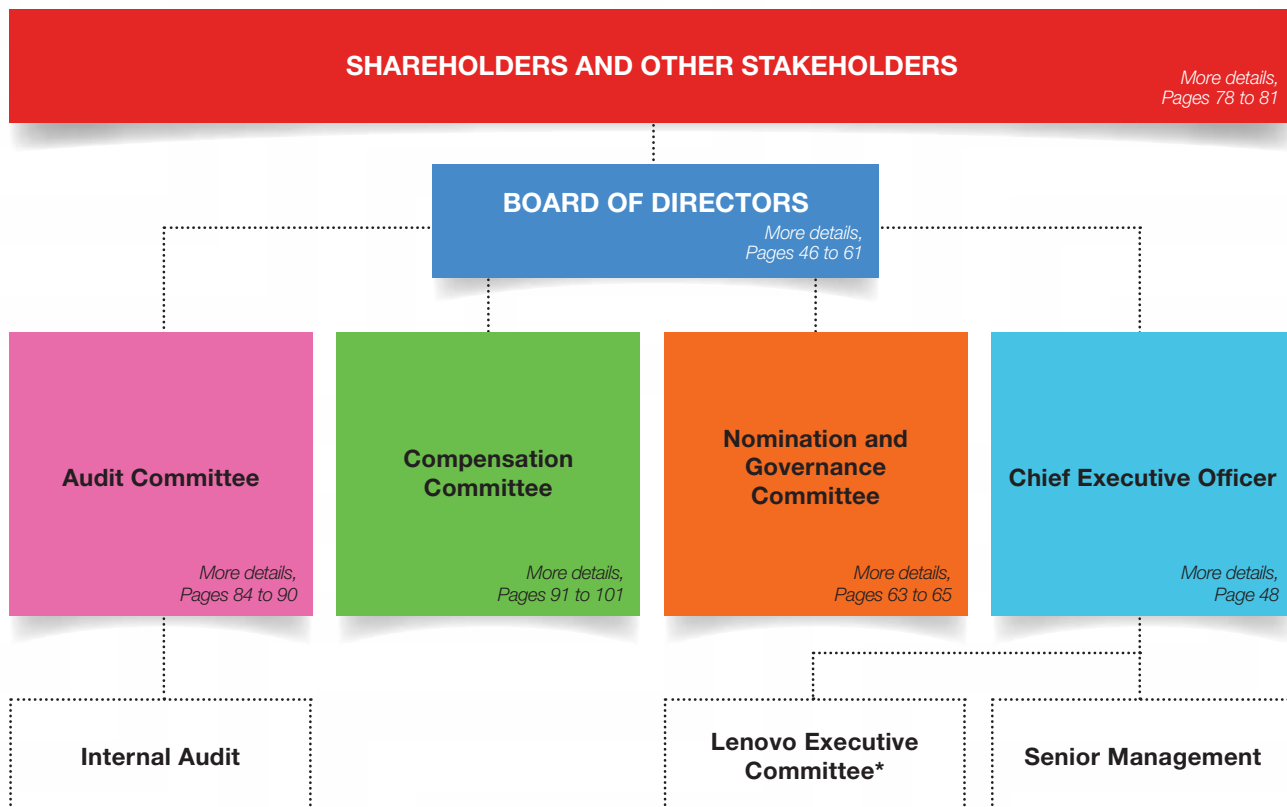 SHAREHOLDERS AND OTHER STAKEHOLDERS
More details,
Pages 78 to 81
BOARD OF DIRECTORS
More details,
Pages 46 to 61
Audit Committee
More details,
Pages 84 to 90
Compensation
Committee
More details,
Pages 91 to 101
Nomination and
Governance
Committee
More details,
Pages 63 to 65
Chief Executive Officer
More details,
Page 48
Internal Audit
Lenovo Executive
Committee*
Senior Management